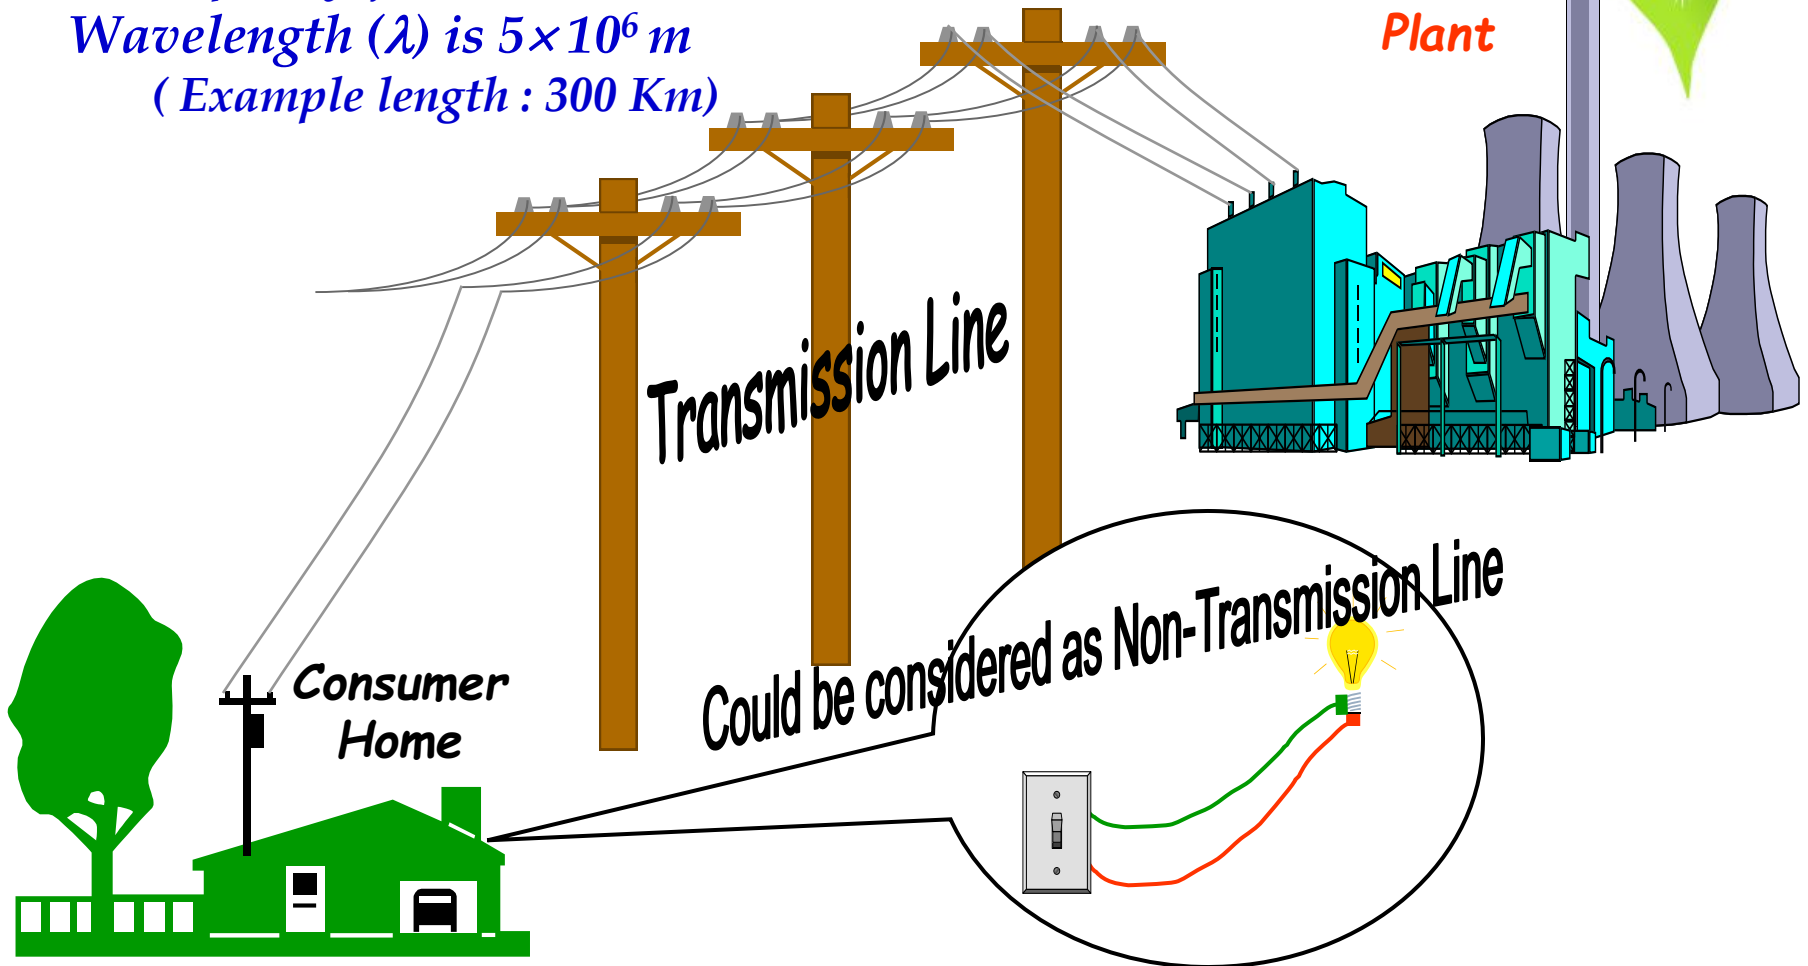 Wavelength (λ) is 5×10⁶ m
( Example length : 300 Km)
Plant
Transmission Line
Could be considered as Non-Transmission Line
Consumer
Home